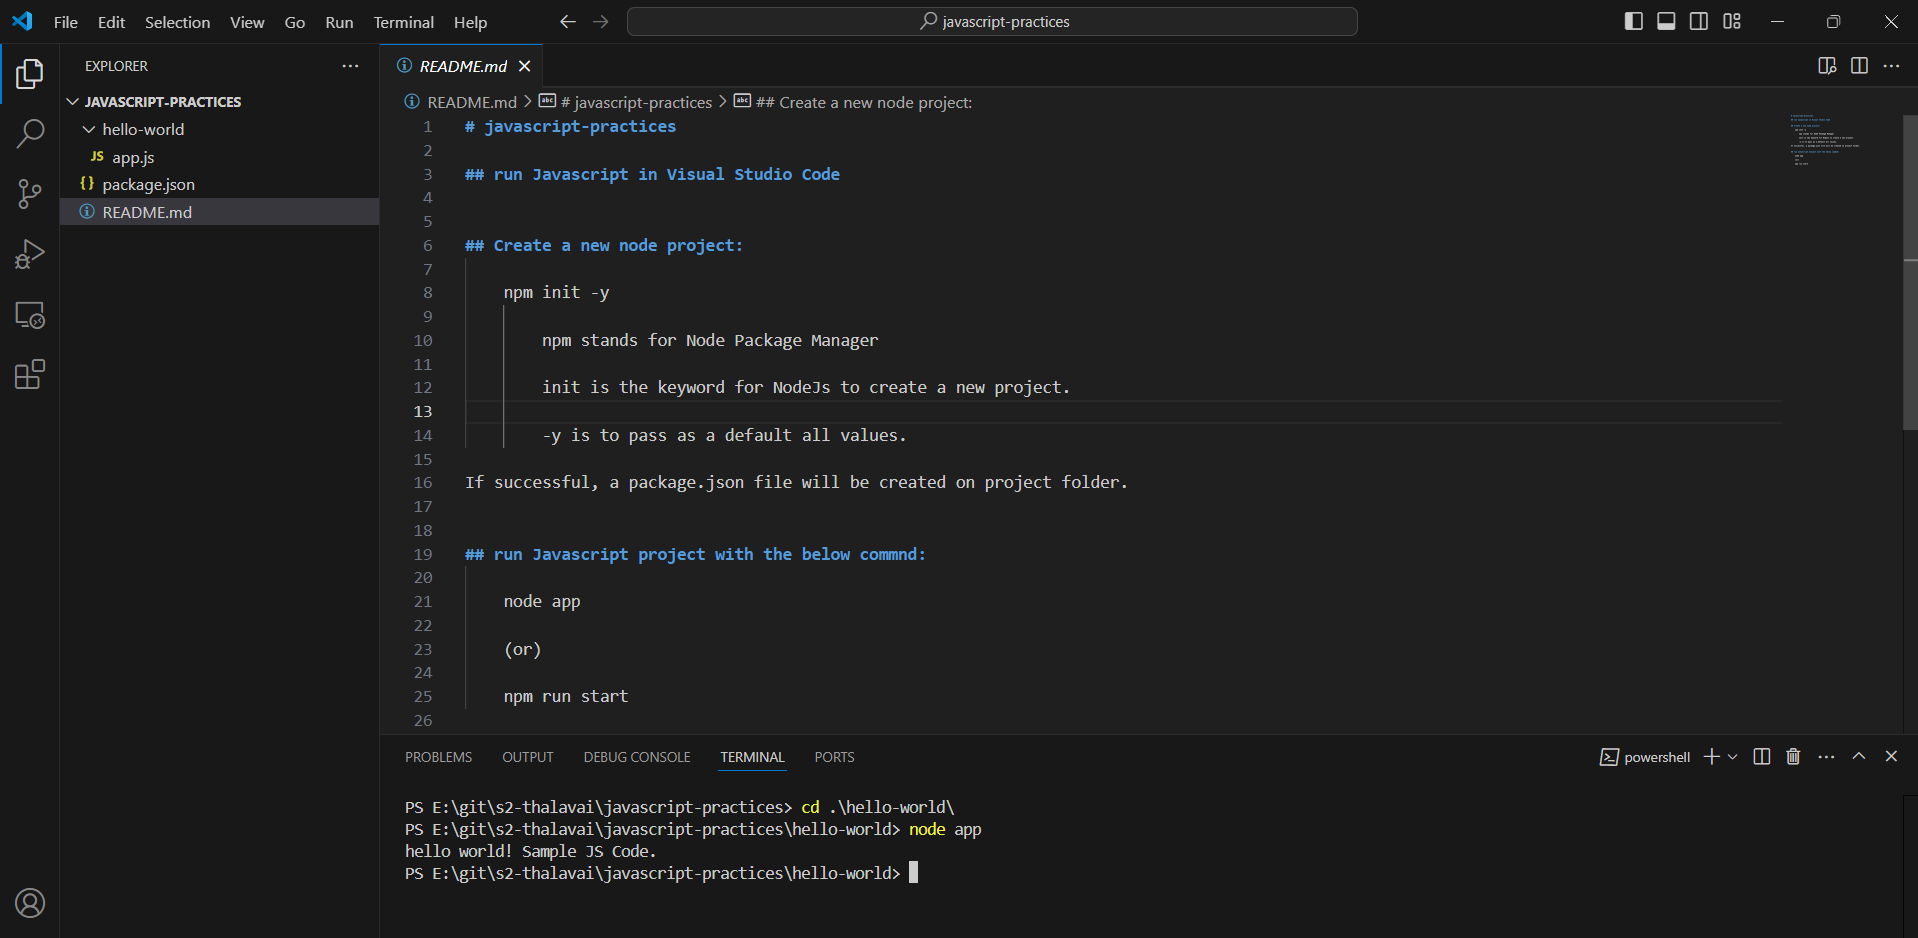 File Edit Selection View Go Run Terminal Help
javascript-practices
EXPLORER
JAVASCRIPT-PRACTICES
hello-world
JS app.js
{} package.json
README.md
README.md
README.md > # javascript-practices > ## Create a new node project:
1 # javascript-practices
2
3 ## run Javascript in Visual Studio Code
4
5
6 ## Create a new node project:
7
8 npm init -y
9
10 npm stands for Node Package Manager
11
12 init is the keyword for NodeJs to create a new project.
13
14 -y is to pass as a default all values.
15
16 If successful, a package.json file will be created on project folder.
17
18
19 ## run Javascript project with the below commnd:
20
21 node app
22
23 (or)
24
25 npm run start
26
PROBLEMS OUTPUT DEBUG CONSOLE TERMINAL PORTS
powershell
PS E:\git\s2-thalavai\javascript-practices> cd .\hello-world\
PS E:\git\s2-thalavai\javascript-practices\hello-world> node app
hello world! Sample JS Code.
PS E:\git\s2-thalavai\javascript-practices\hello-world>